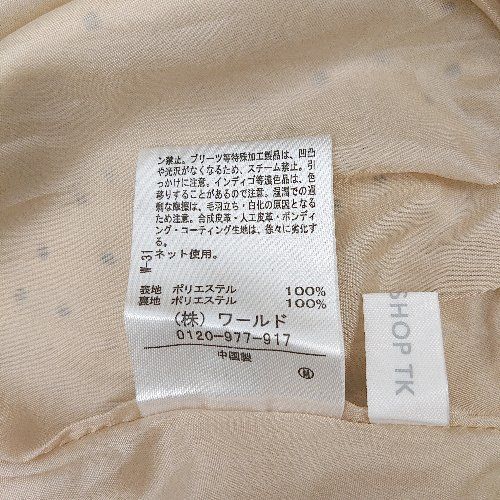 ン禁止。プリーツ等特殊加工製品は、凹凸
や光沢がなくなるため、スチーム禁止。引
っかけに注意。インディゴ等濃色品は、色
移りすることがあるので注意。湿潤での過
剰な摩擦は、毛羽立ち・白化の原因となる
ため注意。合成皮革・人工皮革・ボンディ
ング・コーティング生地は、徐々に劣化す
る。
ネット使用。
W-31
表地 ポリエステル 100%
裏地 ポリエステル 100%
(株) ワールド
0120-977-917
中国製
M
SHOP TK